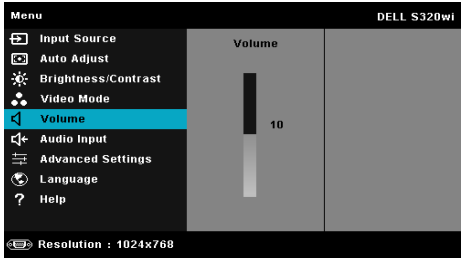 Menu DELL S320wi
Input Source
Volume
Auto Adjust
Brightness/Contrast
Video Mode
Volume
10
Audio Input
Advanced Settings
Language
? Help
Resolution : 1024x768